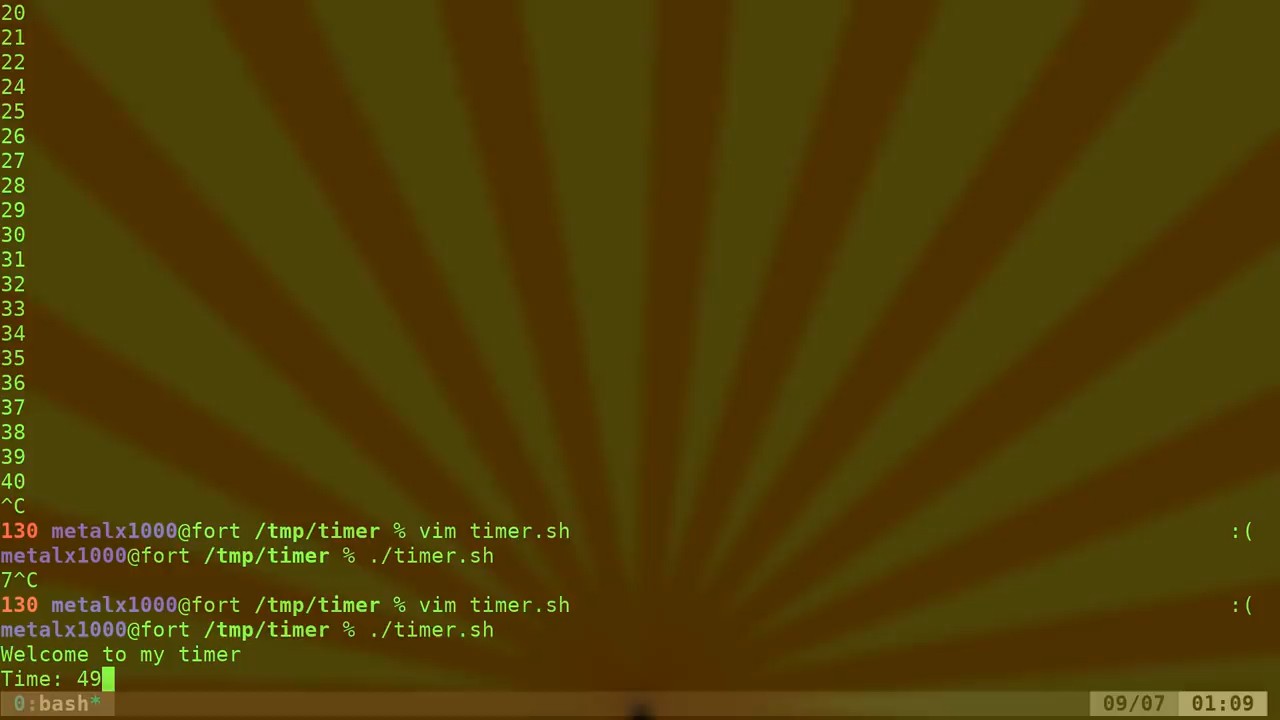 20
21
22
24
25
26
27
28
29
30
31
32
33
34
35
36
37
38
39
40
^C
130 metalx1000@fort /tmp/timer % vim timer.sh :(
metalx1000@fort /tmp/timer % ./timer.sh
7^C
130 metalx1000@fort /tmp/timer % vim timer.sh :(
metalx1000@fort /tmp/timer % ./timer.sh
Welcome to my timer
Time: 49
0:bash* 09/07 01:09